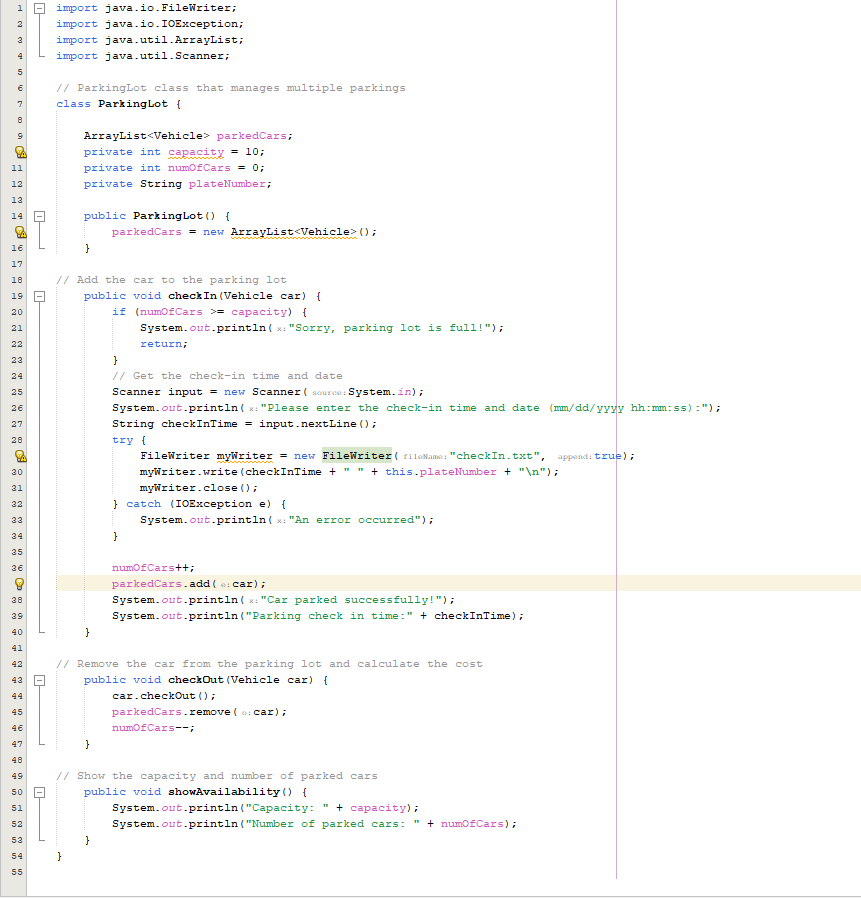 1 import java.io.FileWriter;
2 import java.io.IOException;
3 import java.util.ArrayList;
4 import java.util.Scanner;
5
6 // ParkingLot class that manages multiple parkings
7 class ParkingLot {
8
9 ArrayList<Vehicle> parkedCars;
private int capacity = 10;
11 private int numOfCars = 0;
12 private String plateNumber;
13
14 public ParkingLot() {
parkedCars = new ArrayList<Vehicle>();
16 }
17
18 // Add the car to the parking lot
19 public void checkIn(Vehicle car) {
20 if (numOfCars >= capacity) {
21 System.out.println( x: "Sorry, parking lot is full!");
22 return;
23 }
24 // Get the check-in time and date
25 Scanner input = new Scanner( source: System.in);
26 System.out.println( x: "Please enter the check-in time and date (mm/dd/yyyy hh:mm:ss):");
27 String checkInTime = input.nextLine();
28 try {
FileWriter myWriter = new FileWriter( fileName: "checkIn.txt", append: true);
30 myWriter.write(checkInTime + " " + this.plateNumber + "\n");
31 myWriter.close();
32 } catch (IOException e) {
33 System.out.println( x: "An error occurred");
34 }
35
36 numOfCars++;
parkedCars.add( e: car);
38 System.out.println( x: "Car parked successfully!");
39 System.out.println("Parking check in time:" + checkInTime);
40 }
41
42 // Remove the car from the parking lot and calculate the cost
43 public void checkOut(Vehicle car) {
44 car.checkOut();
45 parkedCars.remove( o: car);
46 numOfCars--;
47 }
48
49 // Show the capacity and number of parked cars
50 public void showAvailability() {
51 System.out.println("Capacity: " + capacity);
52 System.out.println("Number of parked cars: " + numOfCars);
53 }
54 }
55